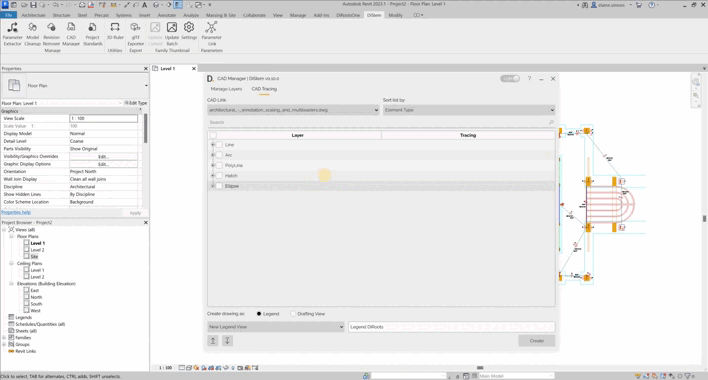 Autodesk Revit 2023.1 - Project2 - Floor Plan: Level 1
File Architecture Structure Steel Precast Systems Insert Annotate Analyze Massing & Site Collaborate View Manage Add-Ins DiRootsOne DiStem Modify
Parameter Extractor
Model Cleanup
Revision Remover
CAD Manager
Project Standards
3D Ruler
glTF Exporter
Update Current
Update Batch
Settings
Parameter Link
Manage Utilities Export Family Thumbnail Parameters
Properties
Floor Plan
Floor Plan: Level 1
Edit Type
Graphics
View Scale 1 : 100
Scale Value 1: 100
Display Model Normal
Detail Level Coarse
Parts Visibility Show Original
Visibility/Graphics Overrides Edit...
Graphic Display Options Edit...
Orientation Project North
Wall Join Display Clean all wall joins
Discipline Architectural
Show Hidden Lines By Discipline
Color Scheme Location Background
Properties help Apply
Project Browser - Project2
Views (all)
Floor Plans
Level 1
Level 2
Site
Ceiling Plans
Level 1
Level 2
Elevations (Building Elevation)
East
North
South
West
Legends
Schedules/Quantities (all)
Sheets (all)
Families
Groups
Revit Links
Level 1
CAD Manager | DiStem
Manage Layers CAD Tracing
CAD Link: Sort list by:
Element Type
Search
Layer Tracing
Line
Arc
PolyLine
Hatch
Ellipse
Create drawing as: Legend Drafting View
New Legend View Legend DiRoots
Create
1 : 100
Click to select, TAB for alternates, CTRL adds, SHIFT unselects.
Main Model